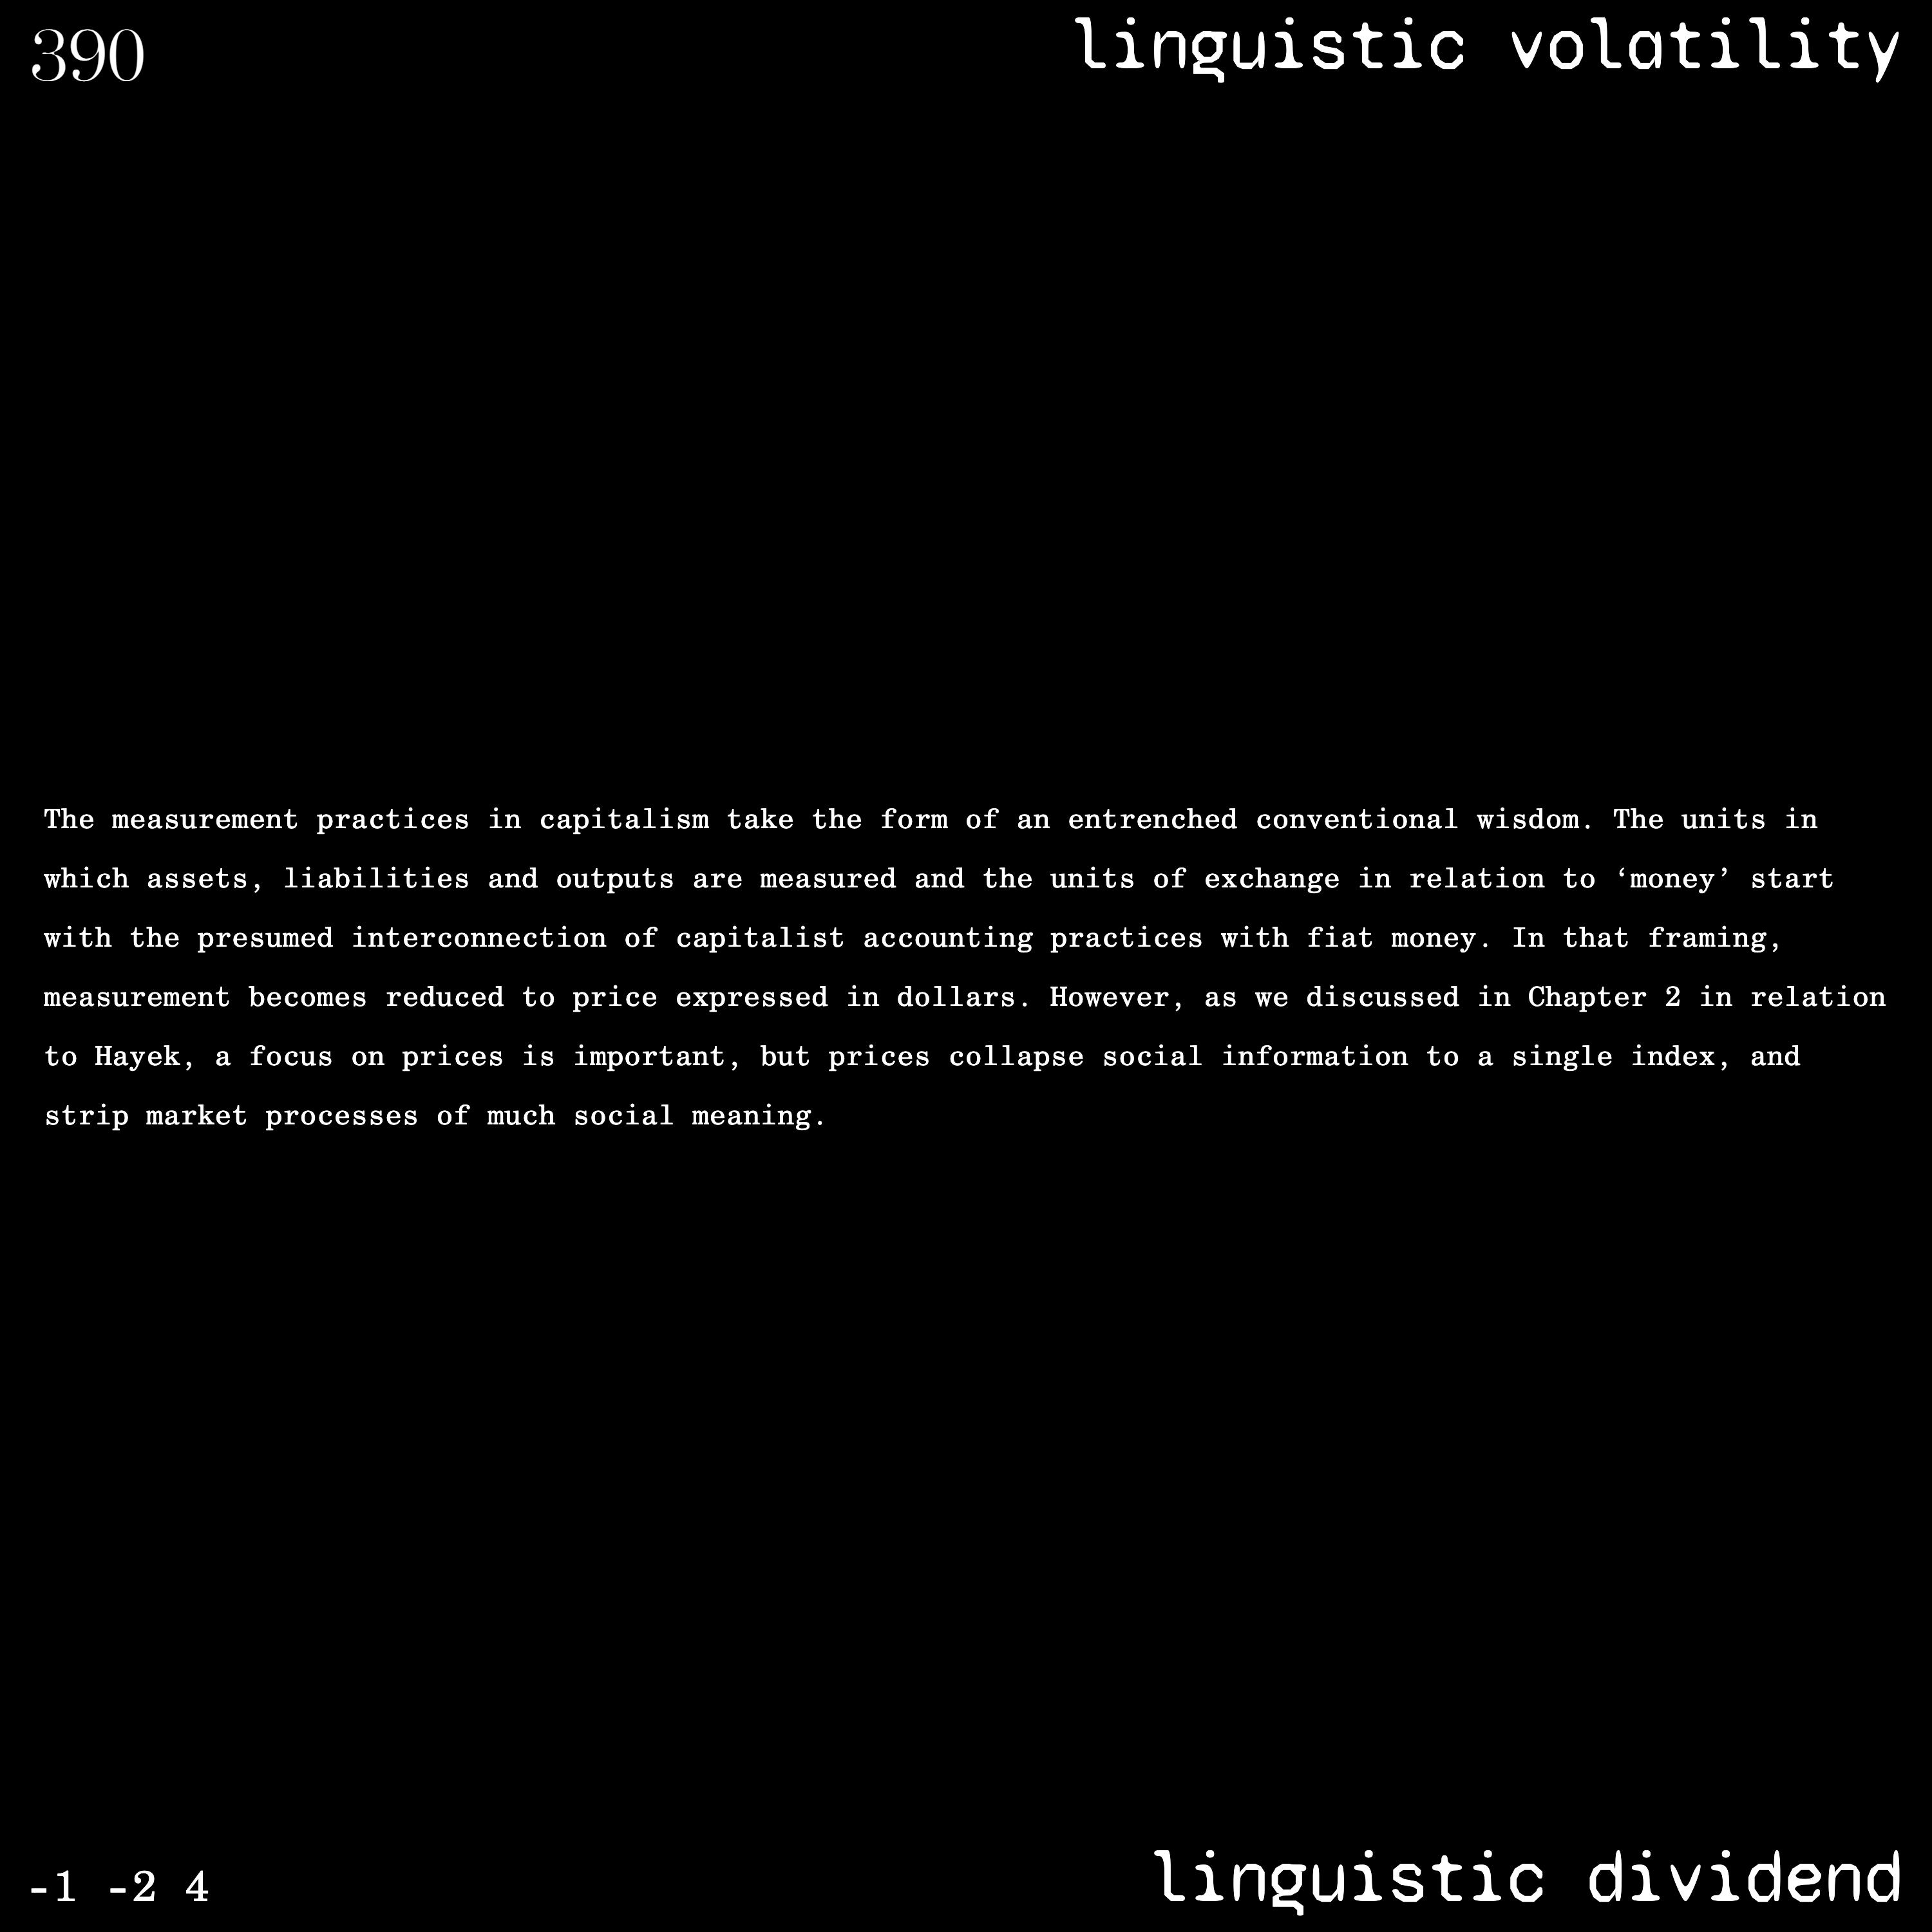 390
linguistic volatility
The measurement practices in capitalism take the form of an entrenched conventional wisdom. The units in
which assets, liabilities and outputs are measured and the units of exchange in relation to ‘money’ start
with the presumed interconnection of capitalist accounting practices with fiat money. In that framing,
measurement becomes reduced to price expressed in dollars. However, as we discussed in Chapter 2 in relation
to Hayek, a focus on prices is important, but prices collapse social information to a single index, and
strip market processes of much social meaning.
-1 -2 4
linguistic dividend